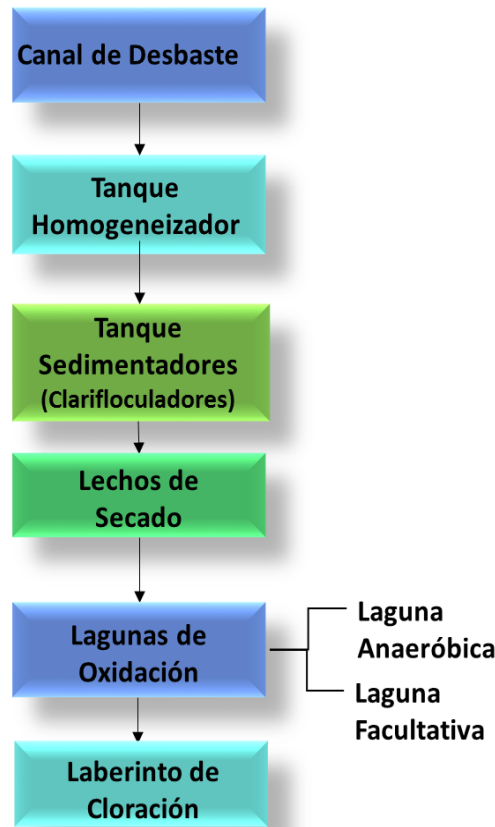 Canal de Desbaste
Tanque
Homogeneizador
Tanque
Sedimentadores
(Clarifloculadores)
Lechos de
Secado
Lagunas de
Oxidación
Laguna
Anaeróbica
Laguna
Facultativa
Laberinto de
Cloración